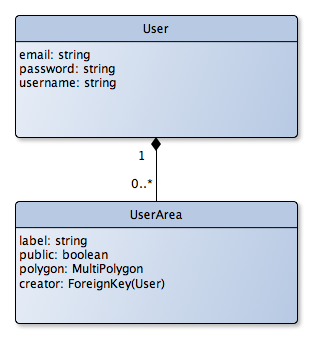 User
email: string
password: string
username: string
1
0..*
UserArea
label: string
public: boolean
polygon: MultiPolygon
creator: ForeignKey(User)